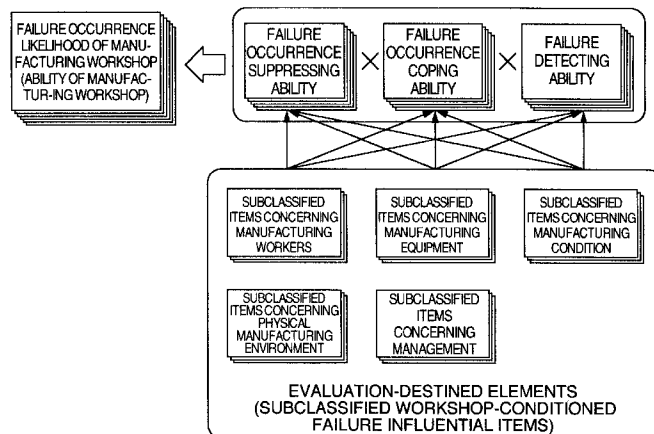 FAILURE OCCURRENCE
LIKELIHOOD OF MANU-
FACTURING WORKSHOP
(ABILITY OF MANUFAC-
TUR-ING WORKSHOP)
FAILURE
OCCURRENCE
SUPPRESSING
ABILITY
×
FAILURE
OCCURRENCE
COPING
ABILITY
×
FAILURE
DETECTING
ABILITY
SUBCLASSIFIED
ITEMS CONCERNING
MANUFACTURING
WORKERS
SUBCLASSIFIED
ITEMS CONCERNING
MANUFACTURING
EQUIPMENT
SUBCLASSIFIED
ITEMS CONCERNING
MANUFACTURING
CONDITION
SUBCLASSIFIED
ITEMS CONCERNING
PHYSICAL
MANUFACTURING
ENVIRONMENT
SUBCLASSIFIED
ITEMS
CONCERNING
MANAGEMENT
EVALUATION-DESTINED ELEMENTS
(SUBCLASSIFIED WORKSHOP-CONDITIONED
FAILURE INFLUENTIAL ITEMS)